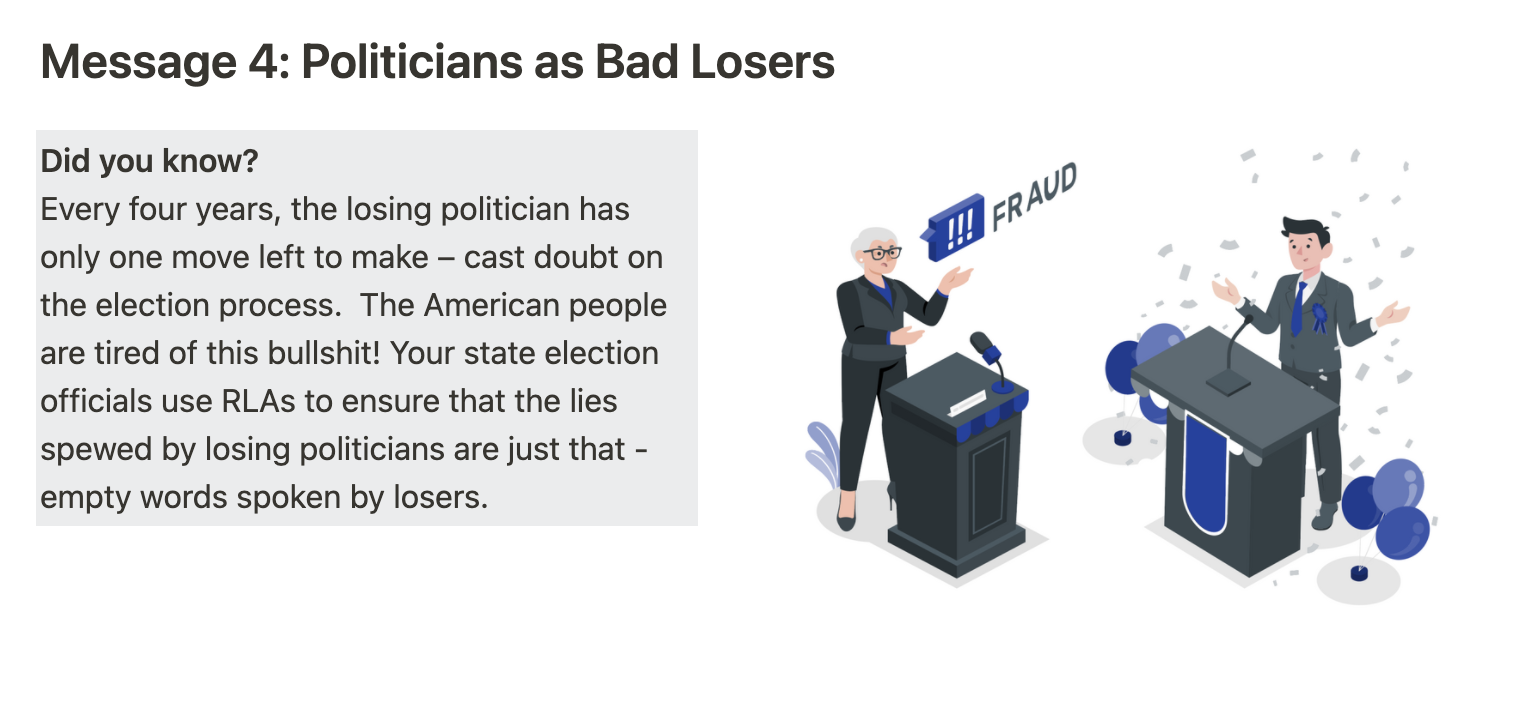 Message 4: Politicians as Bad Losers
Did you know?
Every four years, the losing politician has
only one move left to make – cast doubt on
the election process.  The American people
are tired of this bullshit! Your state election
officials use RLAs to ensure that the lies
spewed by losing politicians are just that -
empty words spoken by losers.
!!! FRAUD